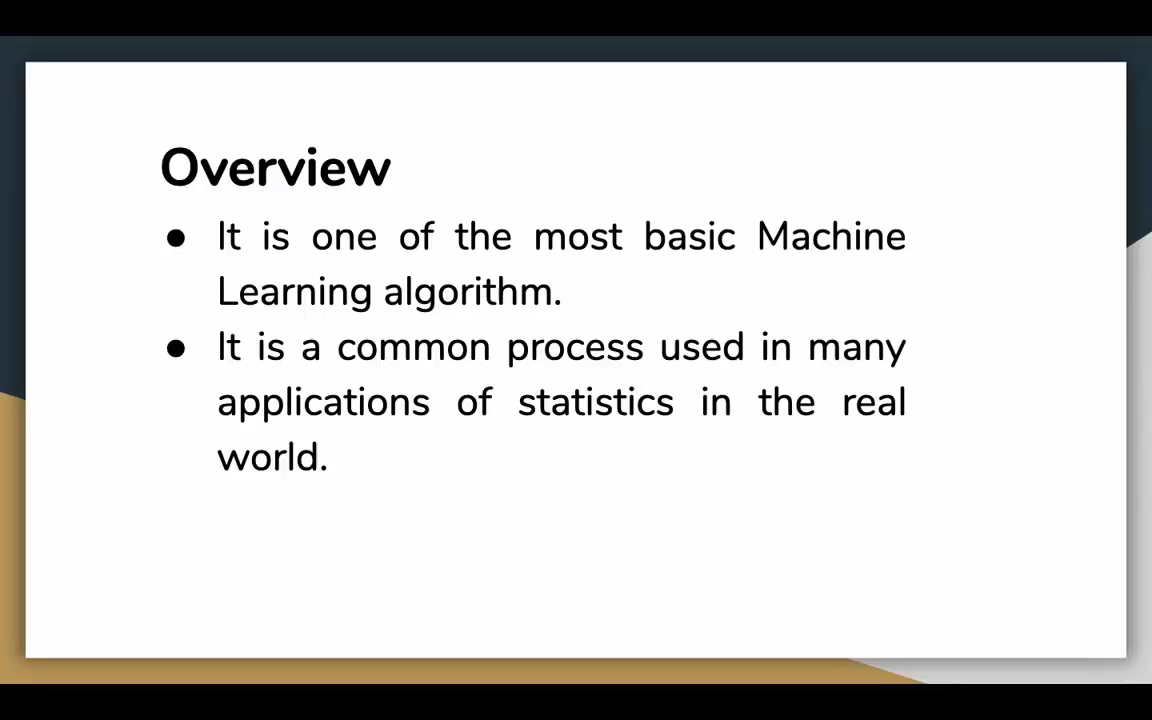 Overview
● It is one of the most basic Machine
Learning algorithm.
● It is a common process used in many
applications of statistics in the real
world.